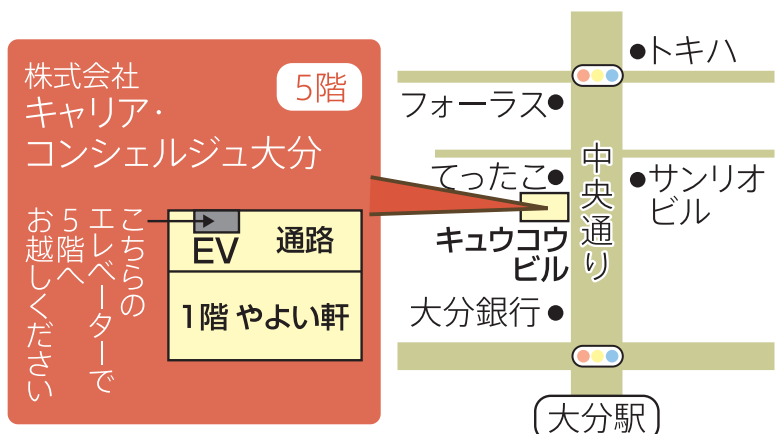 株式会社
キャリア・
コンシェルジュ大分
5階
こちらの
エレベーターで
5階へ
お越しください
EV
通路
1階 やよい軒
トキハ
フォーラス
てったこ
中央通り
サンリオ
ビル
キュウコウ
ビル
大分銀行
大分駅